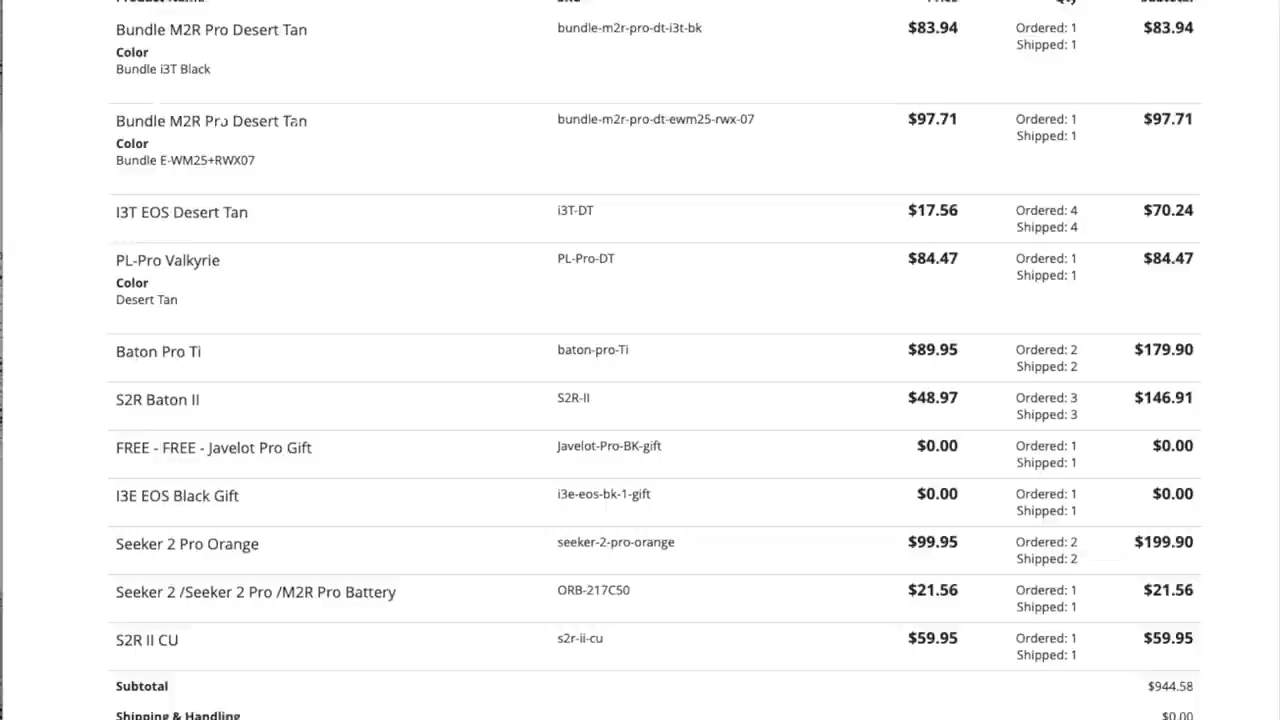 Product Name SKU Price Qty Subtotal
Bundle M2R Pro Desert Tan bundle-m2r-pro-dt-i3t-bk $83.94 Ordered: 1 $83.94
Shipped: 1
Color
Bundle i3T Black
Bundle M2R Pro Desert Tan bundle-m2r-pro-dt-ewm25-rwx-07 $97.71 Ordered: 1 $97.71
Shipped: 1
Color
Bundle E-WM25+RWX07
I3T EOS Desert Tan i3T-DT $17.56 Ordered: 4 $70.24
Shipped: 4
PL-Pro Valkyrie PL-Pro-DT $84.47 Ordered: 1 $84.47
Shipped: 1
Color
Desert Tan
Baton Pro Ti baton-pro-Ti $89.95 Ordered: 2 $179.90
Shipped: 2
S2R Baton II S2R-II $48.97 Ordered: 3 $146.91
Shipped: 3
FREE - FREE - Javelot Pro Gift Javelot-Pro-BK-gift $0.00 Ordered: 1 $0.00
Shipped: 1
I3E EOS Black Gift i3e-eos-bk-1-gift $0.00 Ordered: 1 $0.00
Shipped: 1
Seeker 2 Pro Orange seeker-2-pro-orange $99.95 Ordered: 2 $199.90
Shipped: 2
Seeker 2 /Seeker 2 Pro /M2R Pro Battery ORB-217C50 $21.56 Ordered: 1 $21.56
Shipped: 1
S2R II CU s2r-ii-cu $59.95 Ordered: 1 $59.95
Shipped: 1
Subtotal $944.58
Shipping & Handling $0.00